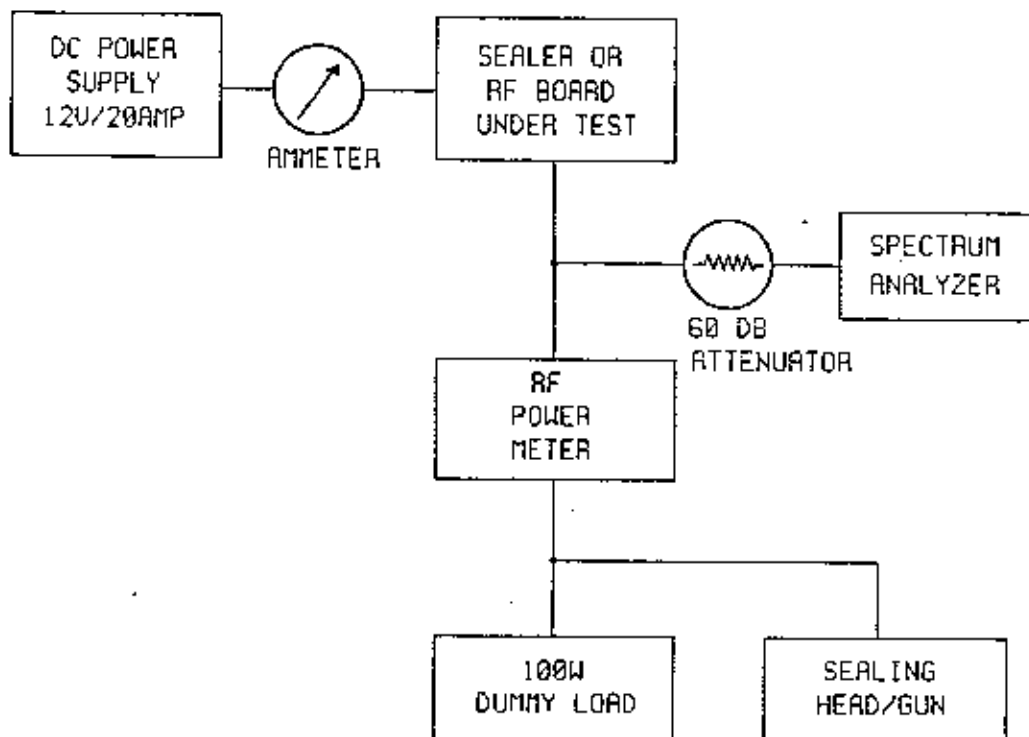 DC POWER
SUPPLY
12V/20AMP
AMMETER
SEALER OR
RF BOARD
UNDER TEST
60 DB
ATTENUATOR
SPECTRUM
ANALYZER
RF
POWER
METER
100W
DUMMY LOAD
SEALING
HEAD/GUN